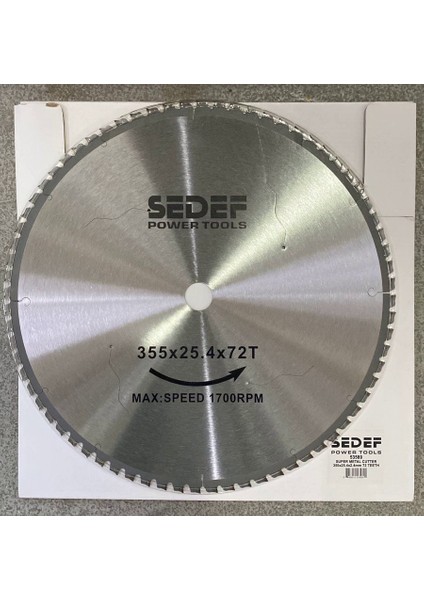 SEDEF
POWER TOOLS
355x25.4x72T
MAX:SPEED 1700RPM
SEDEF
POWER TOOLS
SUPER METAL CUTTER